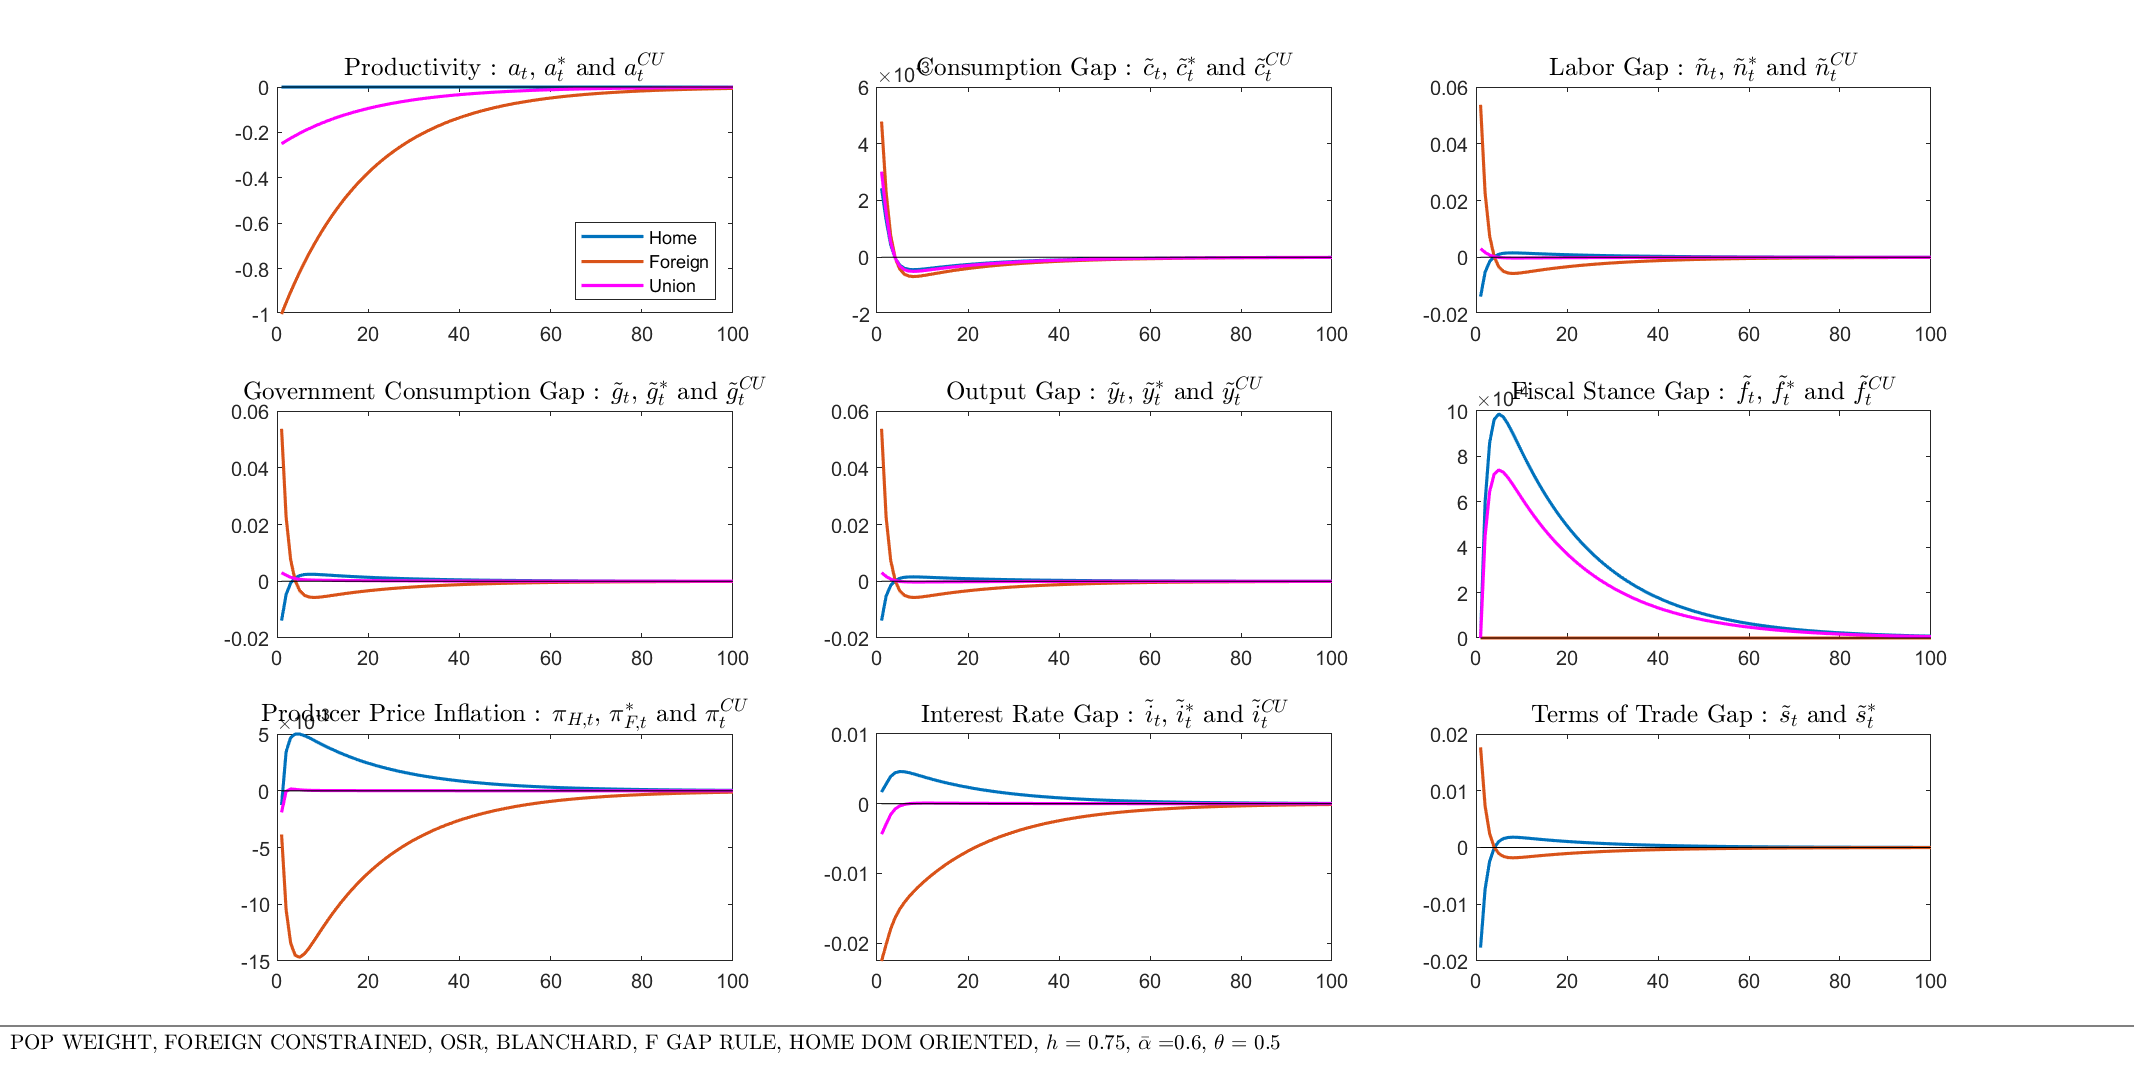 Productivity : a_t, a_t^* and a_t^{CU}
0
-0.2
-0.4
-0.6
-0.8
-1
0 20 40 60 80 100
Home
Foreign
Union
Consumption Gap : c̃_t, c̃_t^* and c̃_t^{CU}
6
4
2
0
-2
0 20 40 60 80 100
Labor Gap : ñ_t, ñ_t^* and ñ_t^{CU}
0.06
0.04
0.02
0
-0.02
0 20 40 60 80 100
Government Consumption Gap : g̃_t, g̃_t^* and g̃_t^{CU}
0.06
0.04
0.02
0
-0.02
0 20 40 60 80 100
Output Gap : ỹ_t, ỹ_t^* and ỹ_t^{CU}
0.06
0.04
0.02
0
-0.02
0 20 40 60 80 100
Fiscal Stance Gap : f̃_t, f̃_t^* and f̃_t^{CU}
10
8
6
4
2
0
0 20 40 60 80 100
Producer Price Inflation : π_{H,t}, π_{F,t}^* and π_t^{CU}
5
0
-5
-10
-15
0 20 40 60 80 100
Interest Rate Gap : ĩ_t, ĩ_t^* and ĩ_t^{CU}
0.01
0
-0.01
-0.02
0 20 40 60 80 100
Terms of Trade Gap : s̃_t and s̃_t^*
0.02
0.01
0
-0.01
-0.02
0 20 40 60 80 100
POP WEIGHT, FOREIGN CONSTRAINED, OSR, BLANCHARD, F GAP RULE, HOME DOM ORIENTED, h = 0.75, ᾱ =0.6, θ = 0.5